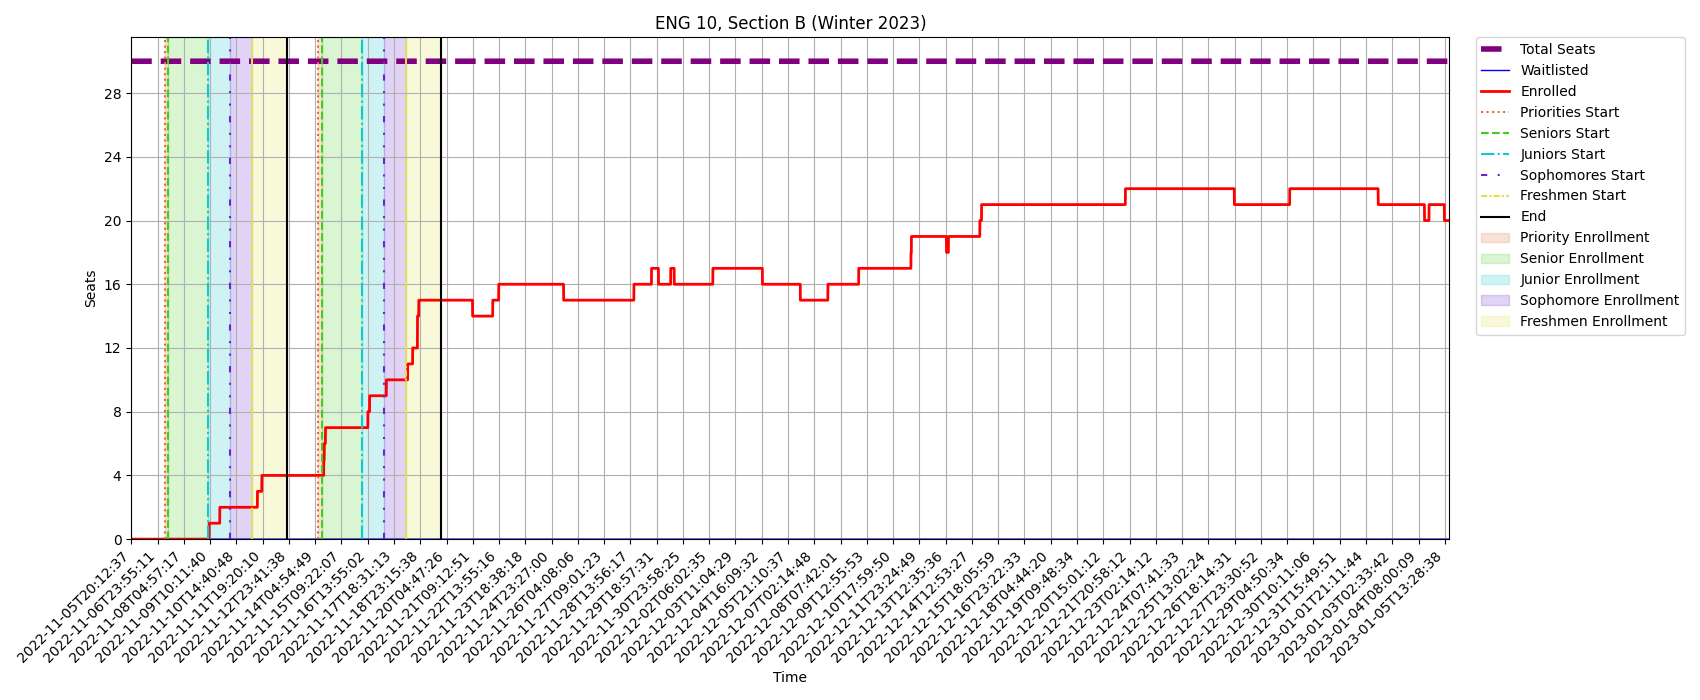 ENG 10, Section B (Winter 2023)
Total Seats
Waitlisted
Enrolled
Priorities Start
Seniors Start
Juniors Start
Sophomores Start
Freshmen Start
End
Priority Enrollment
Senior Enrollment
Junior Enrollment
Sophomore Enrollment
Freshmen Enrollment
Seats
28
24
20
16
12
8
4
0
2022-11-05T20:12:37
2022-11-06T23:55:11
2022-11-08T04:57:17
2022-11-09T10:11:40
2022-11-10T14:40:48
2022-11-11T19:20:10
2022-11-12T23:41:38
2022-11-14T04:54:49
2022-11-15T09:22:07
2022-11-16T13:55:02
2022-11-17T18:31:13
2022-11-18T23:15:38
2022-11-20T04:47:26
2022-11-21T09:12:51
2022-11-22T13:55:16
2022-11-23T18:38:18
2022-11-24T23:27:00
2022-11-26T04:08:06
2022-11-27T09:01:23
2022-11-28T13:56:17
2022-11-29T18:57:31
2022-11-30T23:58:25
2022-12-02T06:02:35
2022-12-03T11:04:29
2022-12-04T16:09:32
2022-12-05T21:10:37
2022-12-07T02:14:48
2022-12-08T07:42:01
2022-12-09T12:55:53
2022-12-10T17:59:50
2022-12-11T23:24:49
2022-12-13T12:35:36
2022-12-14T12:53:27
2022-12-15T18:05:59
2022-12-16T23:22:33
2022-12-18T04:44:20
2022-12-19T09:48:34
2022-12-20T15:01:12
2022-12-21T20:58:12
2022-12-23T02:14:12
2022-12-24T07:41:33
2022-12-25T13:02:24
2022-12-26T18:14:31
2022-12-27T23:30:52
2022-12-29T04:50:34
2022-12-30T10:11:06
2022-12-31T15:49:51
2023-01-01T21:11:44
2023-01-03T02:33:42
2023-01-04T08:00:09
2023-01-05T13:28:38
Time